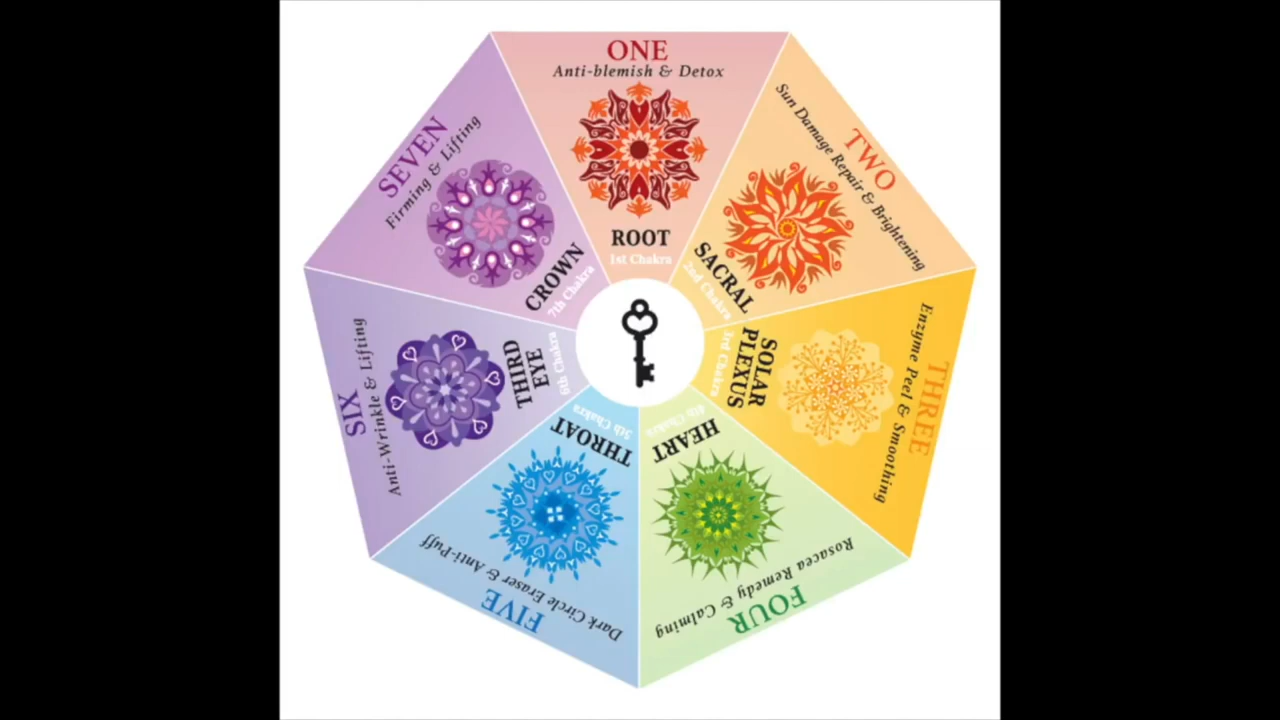 ONE
Anti-blemish & Detox
ROOT
1st Chakra
TWO
Sun Damage Repair & Brightening
SACRAL
2nd Chakra
THREE
Enzyme Peel & Smoothing
SOLAR
PLEXUS
3rd Chakra
FOUR
Rosacea Remedy & Calming
HEART
4th Chakra
FIVE
Dark Circle Eraser & Anti-Puff
THROAT
5th Chakra
SIX
Anti-Wrinkle & Lifting
THIRD
EYE
6th Chakra
SEVEN
Firming & Lifting
CROWN
7th Chakra